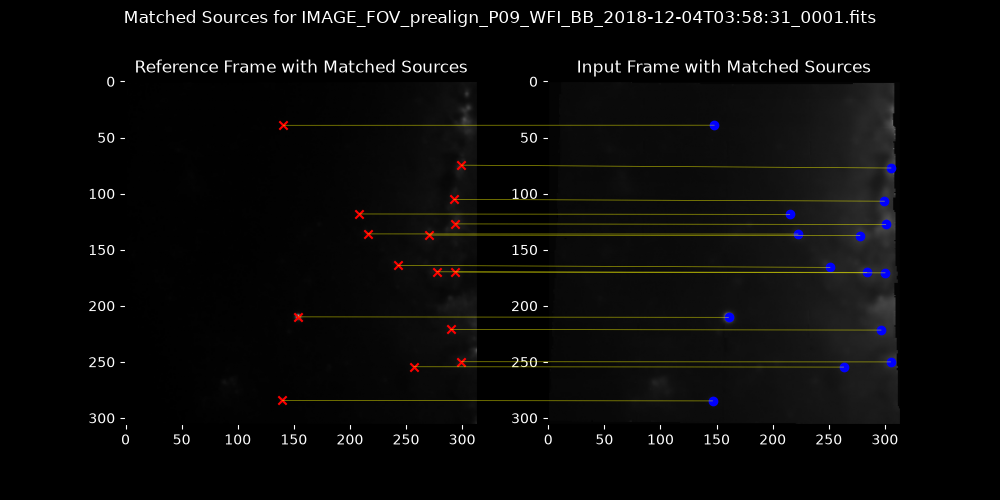 Matched Sources for IMAGE_FOV_prealign_P09_WFI_BB_2018-12-04T03:58:31_0001.fits
Reference Frame with Matched Sources
Input Frame with Matched Sources
0
50
100
150
200
250
300
0 50 100 150 200 250 300
0
50
100
150
200
250
300
0 50 100 150 200 250 300